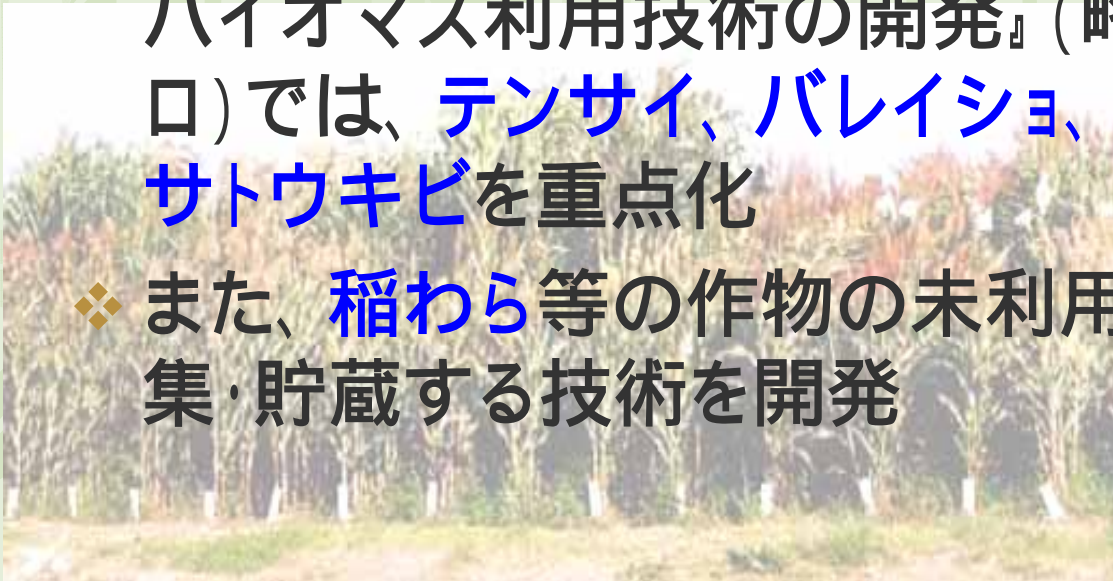 バイオマス利用技術の開発』(略
ロ)では、テンサイ、バレイショ、
サトウキビを重点化
また、稲わら等の作物の未利用
集・貯蔵する技術を開発